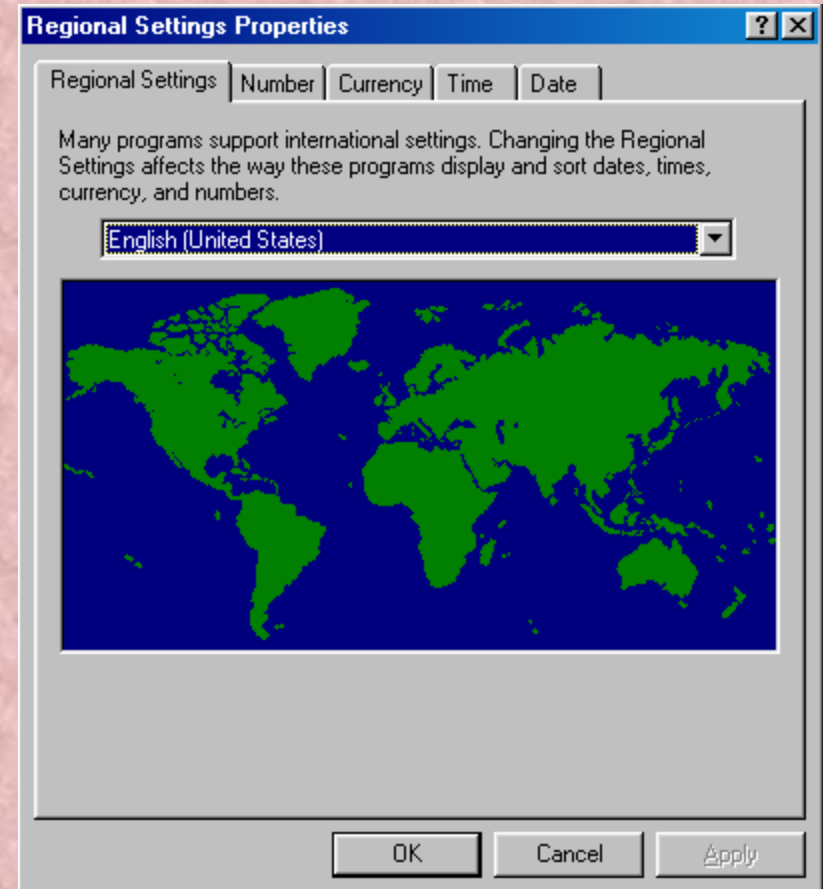 Regional Settings Properties
Regional Settings Number Currency Time Date
Many programs support international settings. Changing the Regional
Settings affects the way these programs display and sort dates, times,
currency, and numbers.
English (United States)
OK Cancel Apply